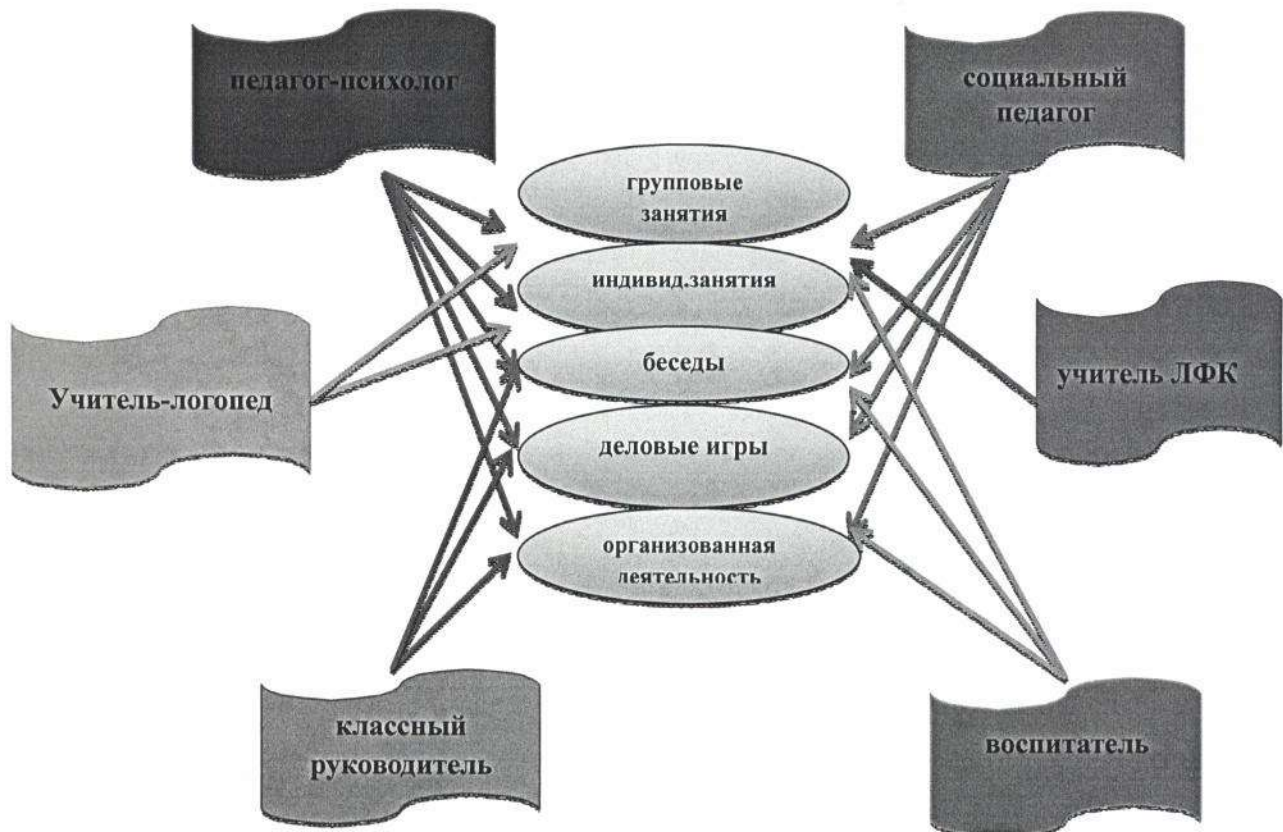 педагог-психолог
социальный
педагог
групповые
занятия
индивид.занятия
беседы
Учитель-логопед
учитель ЛФК
деловые игры
организованная
деятельность
классный
руководитель
воспитатель